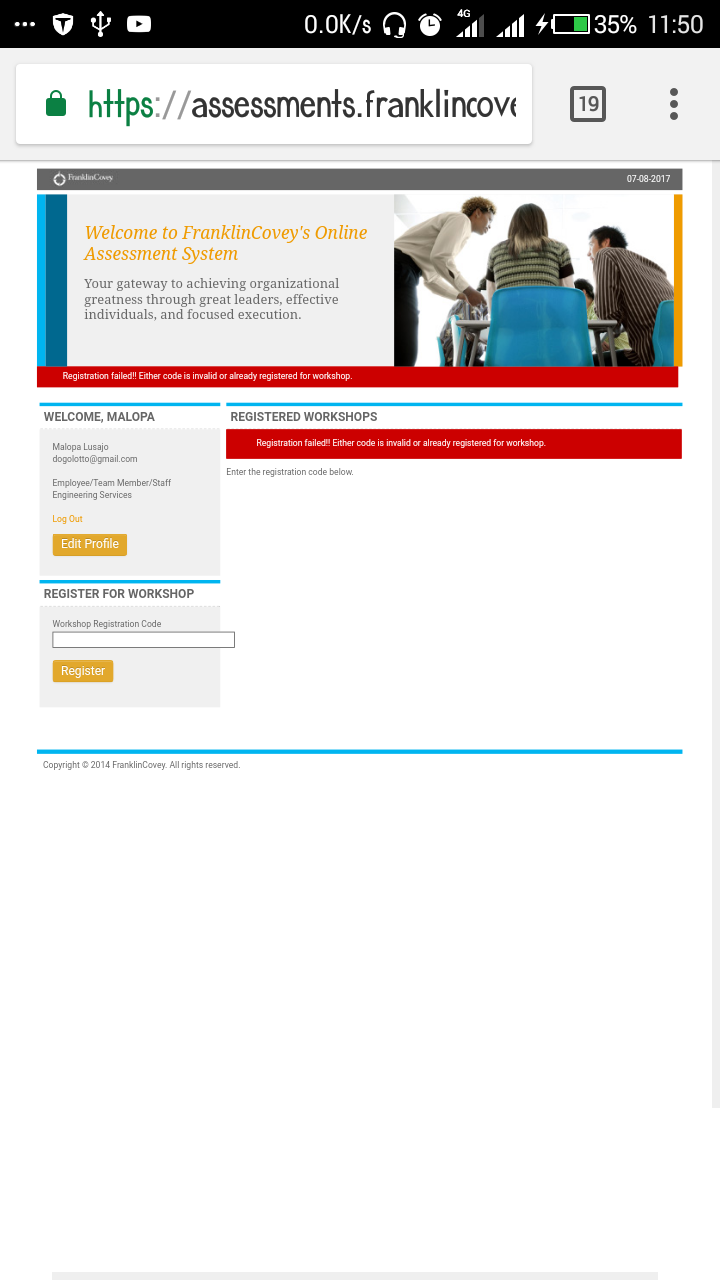 0.0K/s 4G 35% 11:50
https://assessments.franklincove
19
FranklinCovey
07-08-2017
Welcome to FranklinCovey's Online
Assessment System
Your gateway to achieving organizational
greatness through great leaders, effective
individuals, and focused execution.
Registration failed!! Either code is invalid or already registered for workshop.
WELCOME, MALOPA
Malopa Lusajo
dogolotto@gmail.com
Employee/Team Member/Staff
Engineering Services
Log Out
Edit Profile
REGISTER FOR WORKSHOP
Workshop Registration Code
Register
REGISTERED WORKSHOPS
Registration failed!! Either code is invalid or already registered for workshop.
Enter the registration code below.
Copyright © 2014 FranklinCovey. All rights reserved.